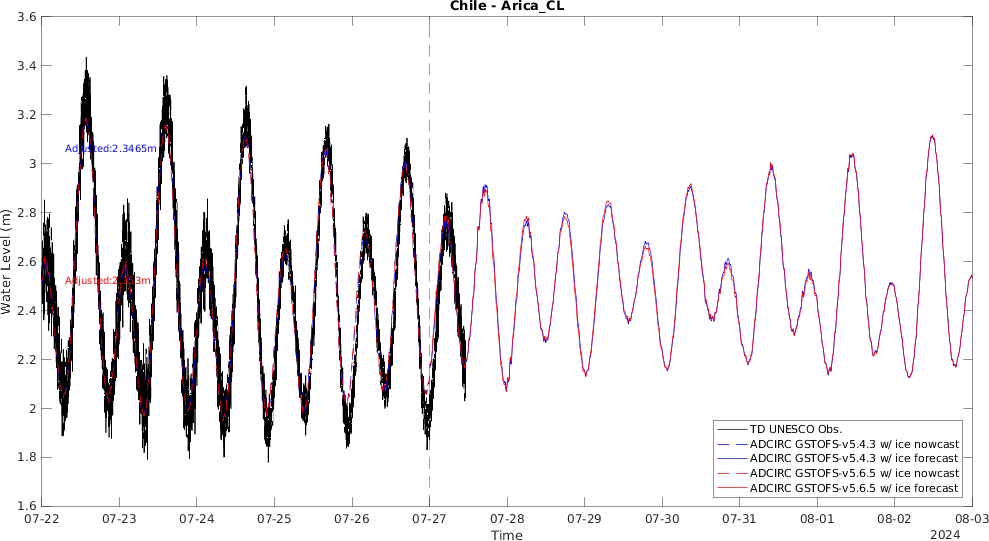 Chile - Arica_CL
3.6
3.4
3.2
3
2.8
2.6
2.4
2.2
2
1.8
1.6
Water Level (m)
Adjusted:2.3465m
TD UNESCO Obs.
ADCIRC GSTOFS-v5.4.3 w/ ice nowcast
ADCIRC GSTOFS-v5.4.3 w/ ice forecast
ADCIRC GSTOFS-v5.6.5 w/ ice nowcast
ADCIRC GSTOFS-v5.6.5 w/ ice forecast
07-22
07-23
07-24
07-25
07-26
07-27
07-28
07-29
07-30
07-31
08-01
08-02
08-03
Time
2024